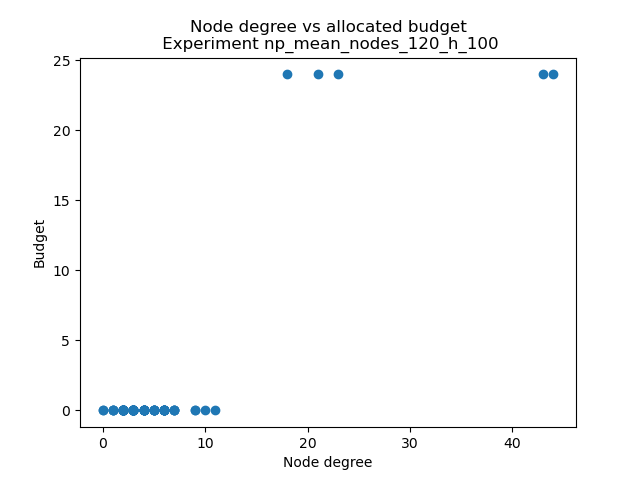 Node degree vs allocated budget
Experiment np_mean_nodes_120_h_100
25
20
15
10
5
0
Budget
0 10 20 30 40
Node degree